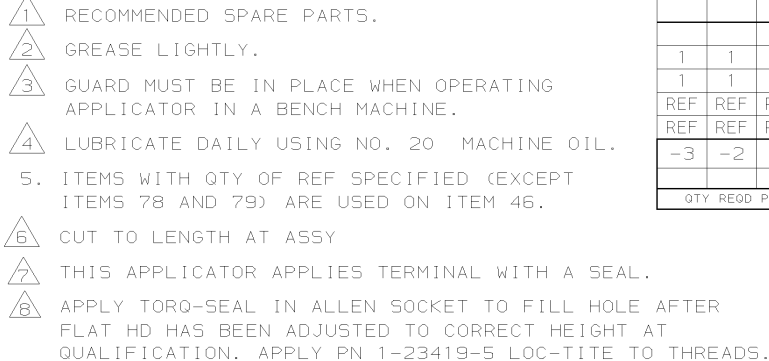 1 RECOMMENDED SPARE PARTS.
2 GREASE LIGHTLY.
3 GUARD MUST BE IN PLACE WHEN OPERATING
APPLICATOR IN A BENCH MACHINE.
4 LUBRICATE DAILY USING NO. 20 MACHINE OIL.
5. ITEMS WITH QTY OF REF SPECIFIED (EXCEPT
ITEMS 78 AND 79) ARE USED ON ITEM 46.
6 CUT TO LENGTH AT ASSY
7 THIS APPLICATOR APPLIES TERMINAL WITH A SEAL.
8 APPLY TORQ-SEAL IN ALLEN SOCKET TO FILL HOLE AFTER
FLAT HD HAS BEEN ADJUSTED TO CORRECT HEIGHT AT
QUALIFICATION. APPLY PN 1-23419-5 LOC-TITE TO THREADS.
1 1
1 1
REF REF
REF REF
-3 -2
QTY REQD P